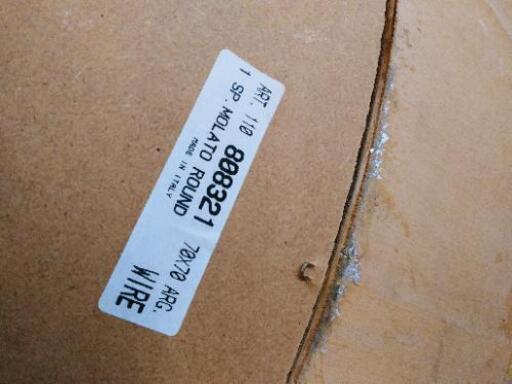 ART. 110 808321 70X70 ARG.
1 SP. MOLATO ROUND WIRE
MADE IN ITALY